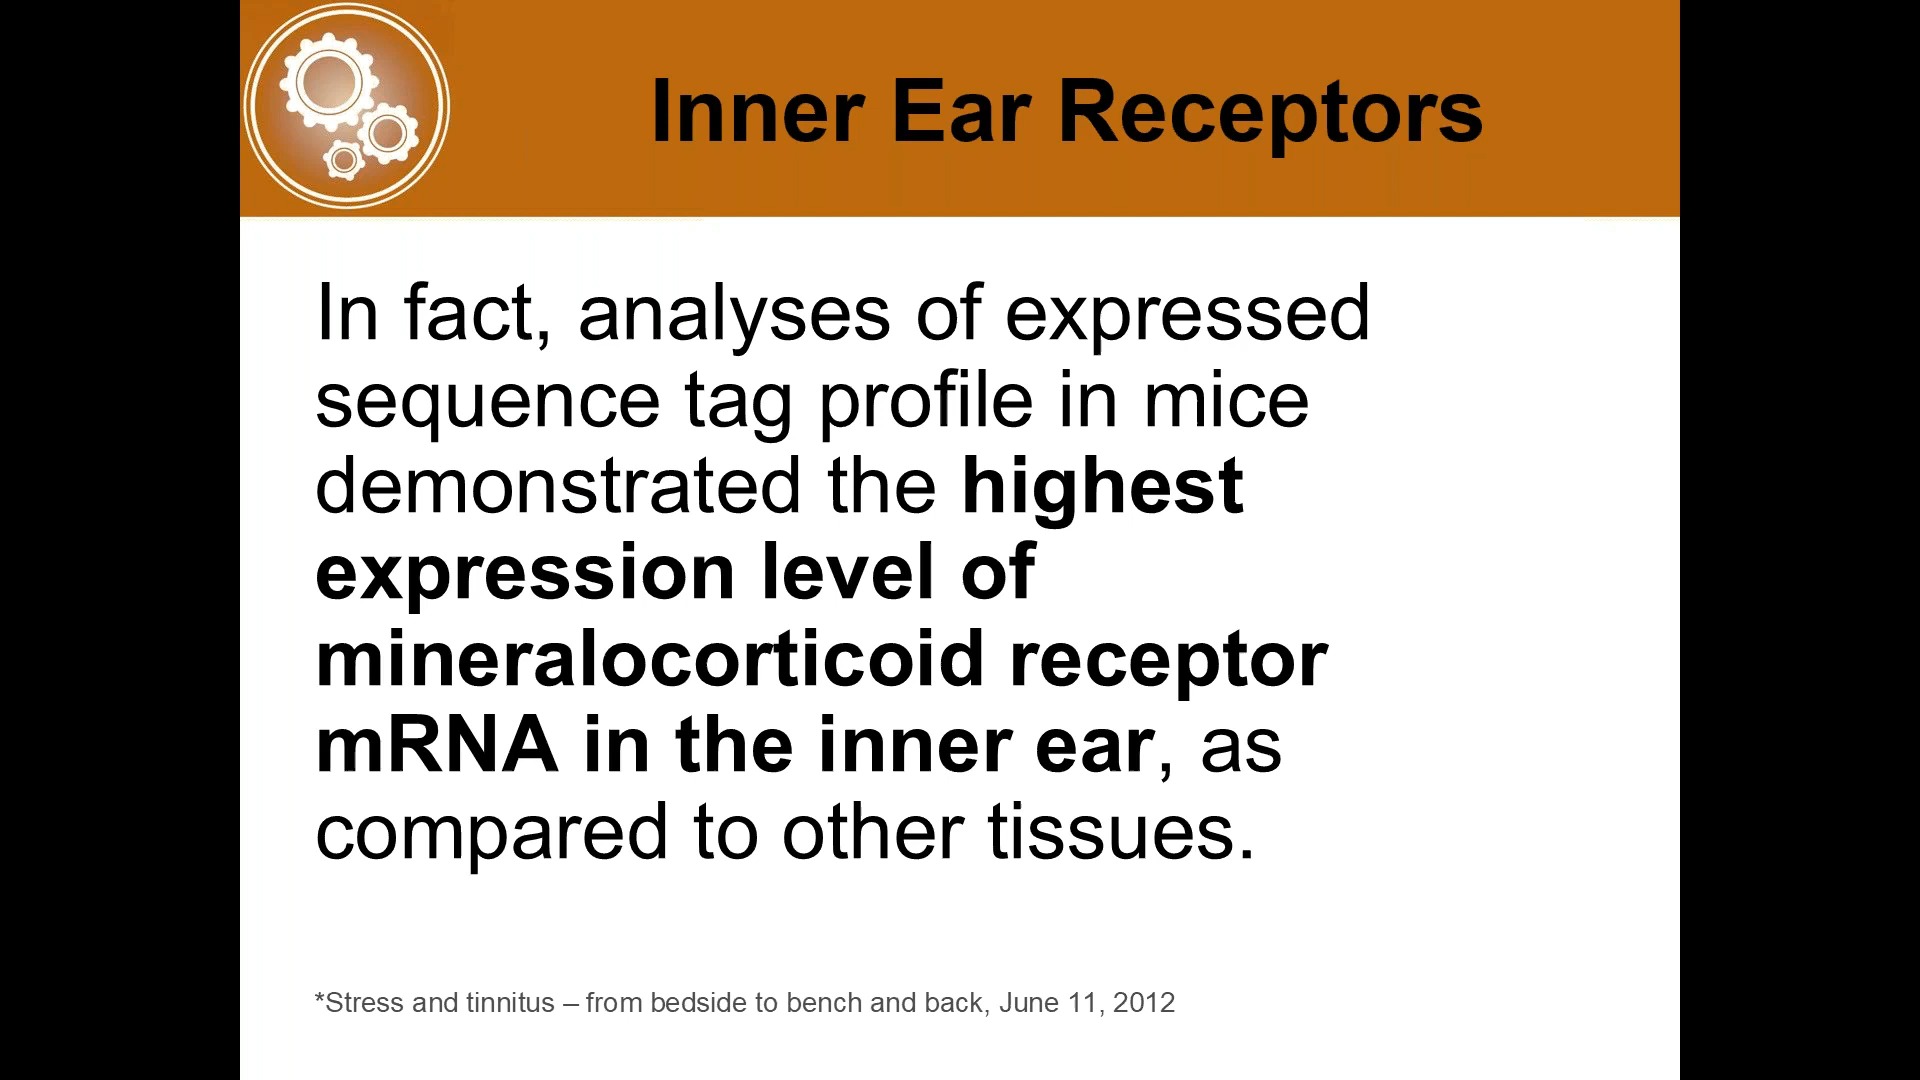 Inner Ear Receptors
In fact, analyses of expressed
sequence tag profile in mice
demonstrated the highest
expression level of
mineralocorticoid receptor
mRNA in the inner ear, as
compared to other tissues.
*Stress and tinnitus – from bedside to bench and back, June 11, 2012